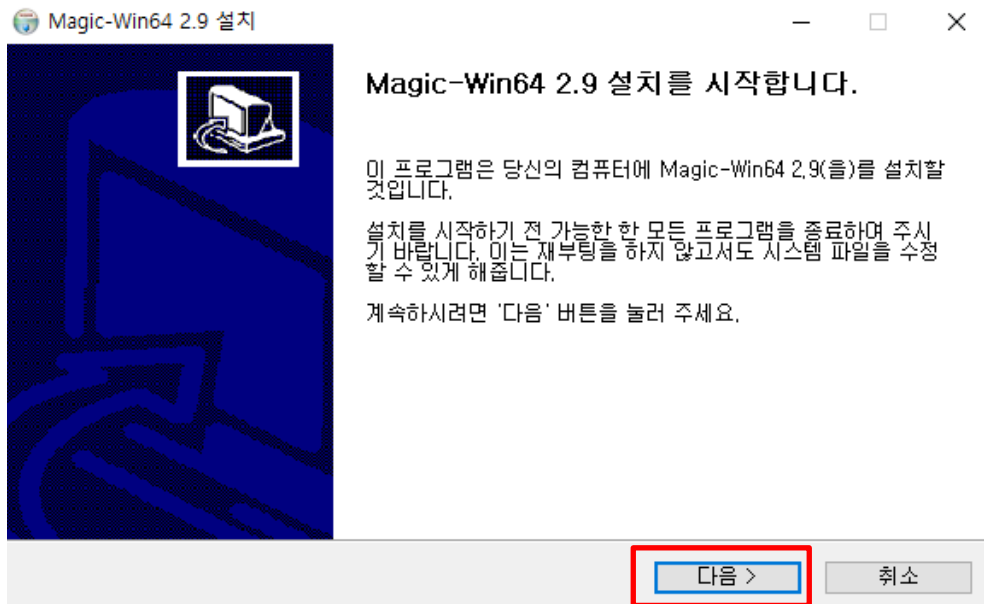 Magic-Win64 2.9 설치
Magic-Win64 2.9 설치를 시작합니다.
이 프로그램은 당신의 컴퓨터에 Magic-Win64 2.9(을)를 설치할
것입니다.
설치를 시작하기 전 가능한 한 모든 프로그램을 종료하여 주시
기 바랍니다. 이는 재부팅을 하지 않고서도 시스템 파일을 수정
할 수 있게 해줍니다.
계속하시려면 '다음' 버튼을 눌러 주세요.
다음 >
취소